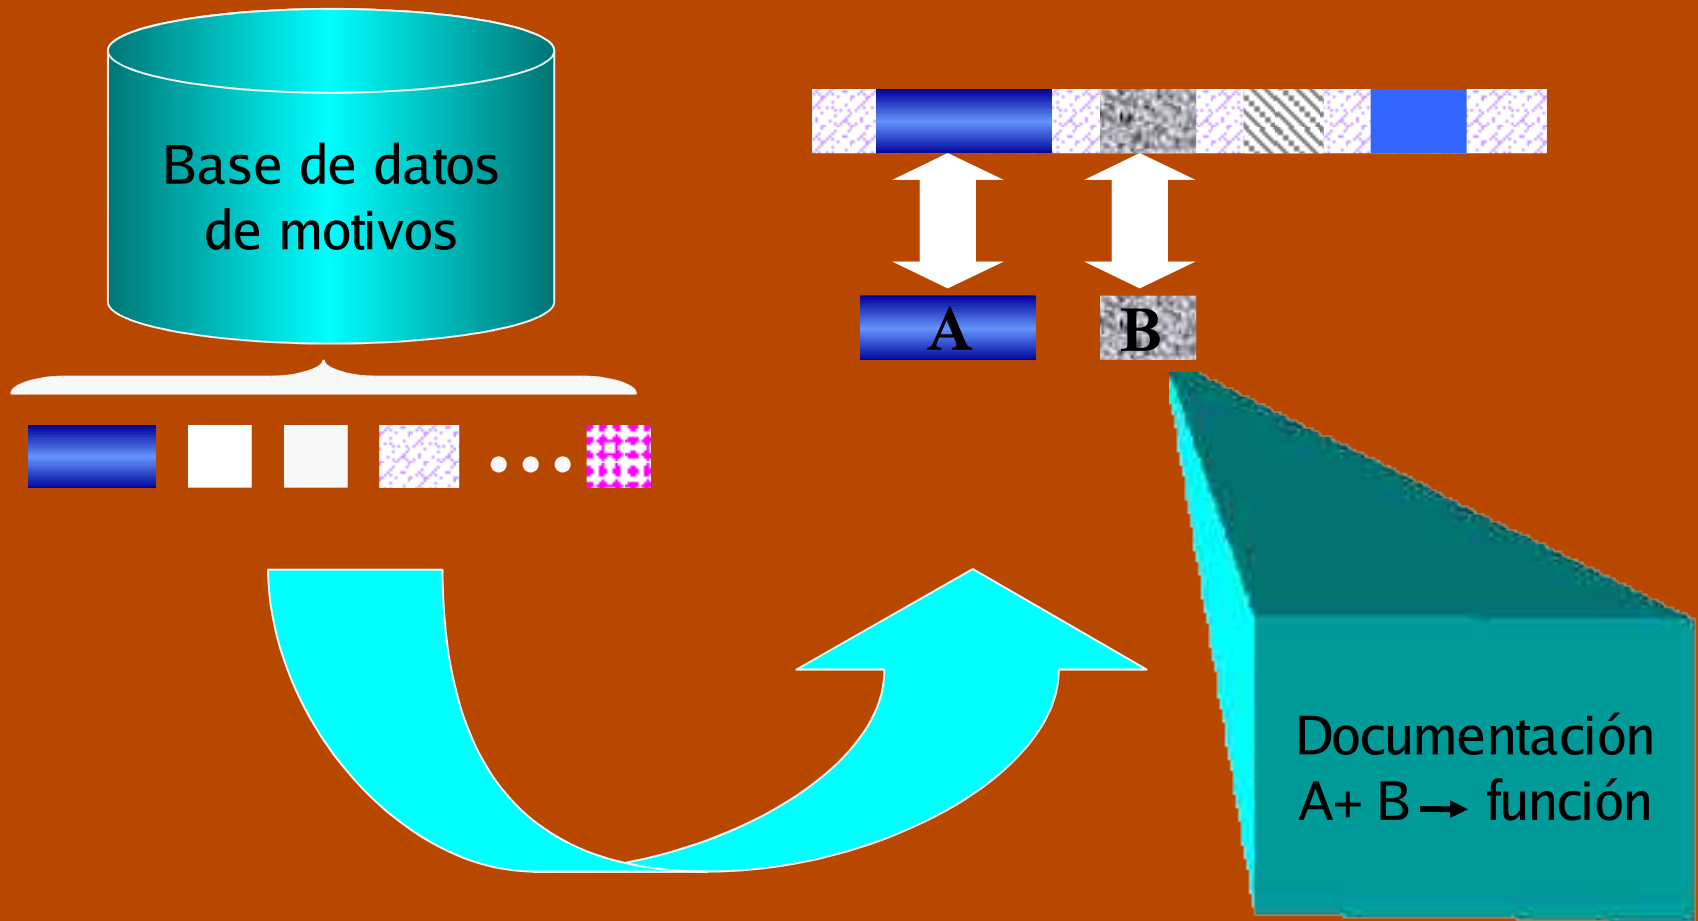 Base de datos
de motivos
A
B
Documentación
A+ B → función